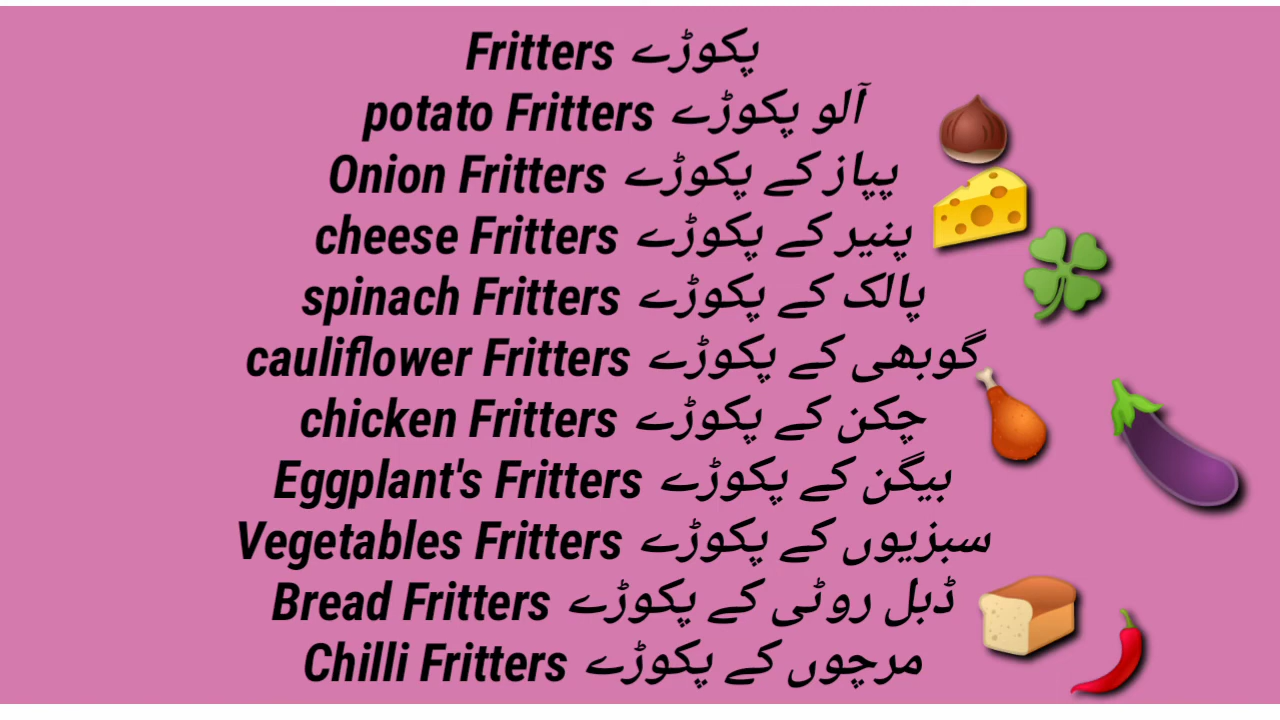 Fritters پکوڑے
potato Fritters آلو پکوڑے
Onion Fritters پیاز کے پکوڑے
cheese Fritters پنیر کے پکوڑے
spinach Fritters پالک کے پکوڑے
cauliflower Fritters گوبھی کے پکوڑے
chicken Fritters چکن کے پکوڑے
Eggplant's Fritters بیگن کے پکوڑے
Vegetables Fritters سبزیوں کے پکوڑے
Bread Fritters ڈبل روٹی کے پکوڑے
Chilli Fritters مرچوں کے پکوڑے